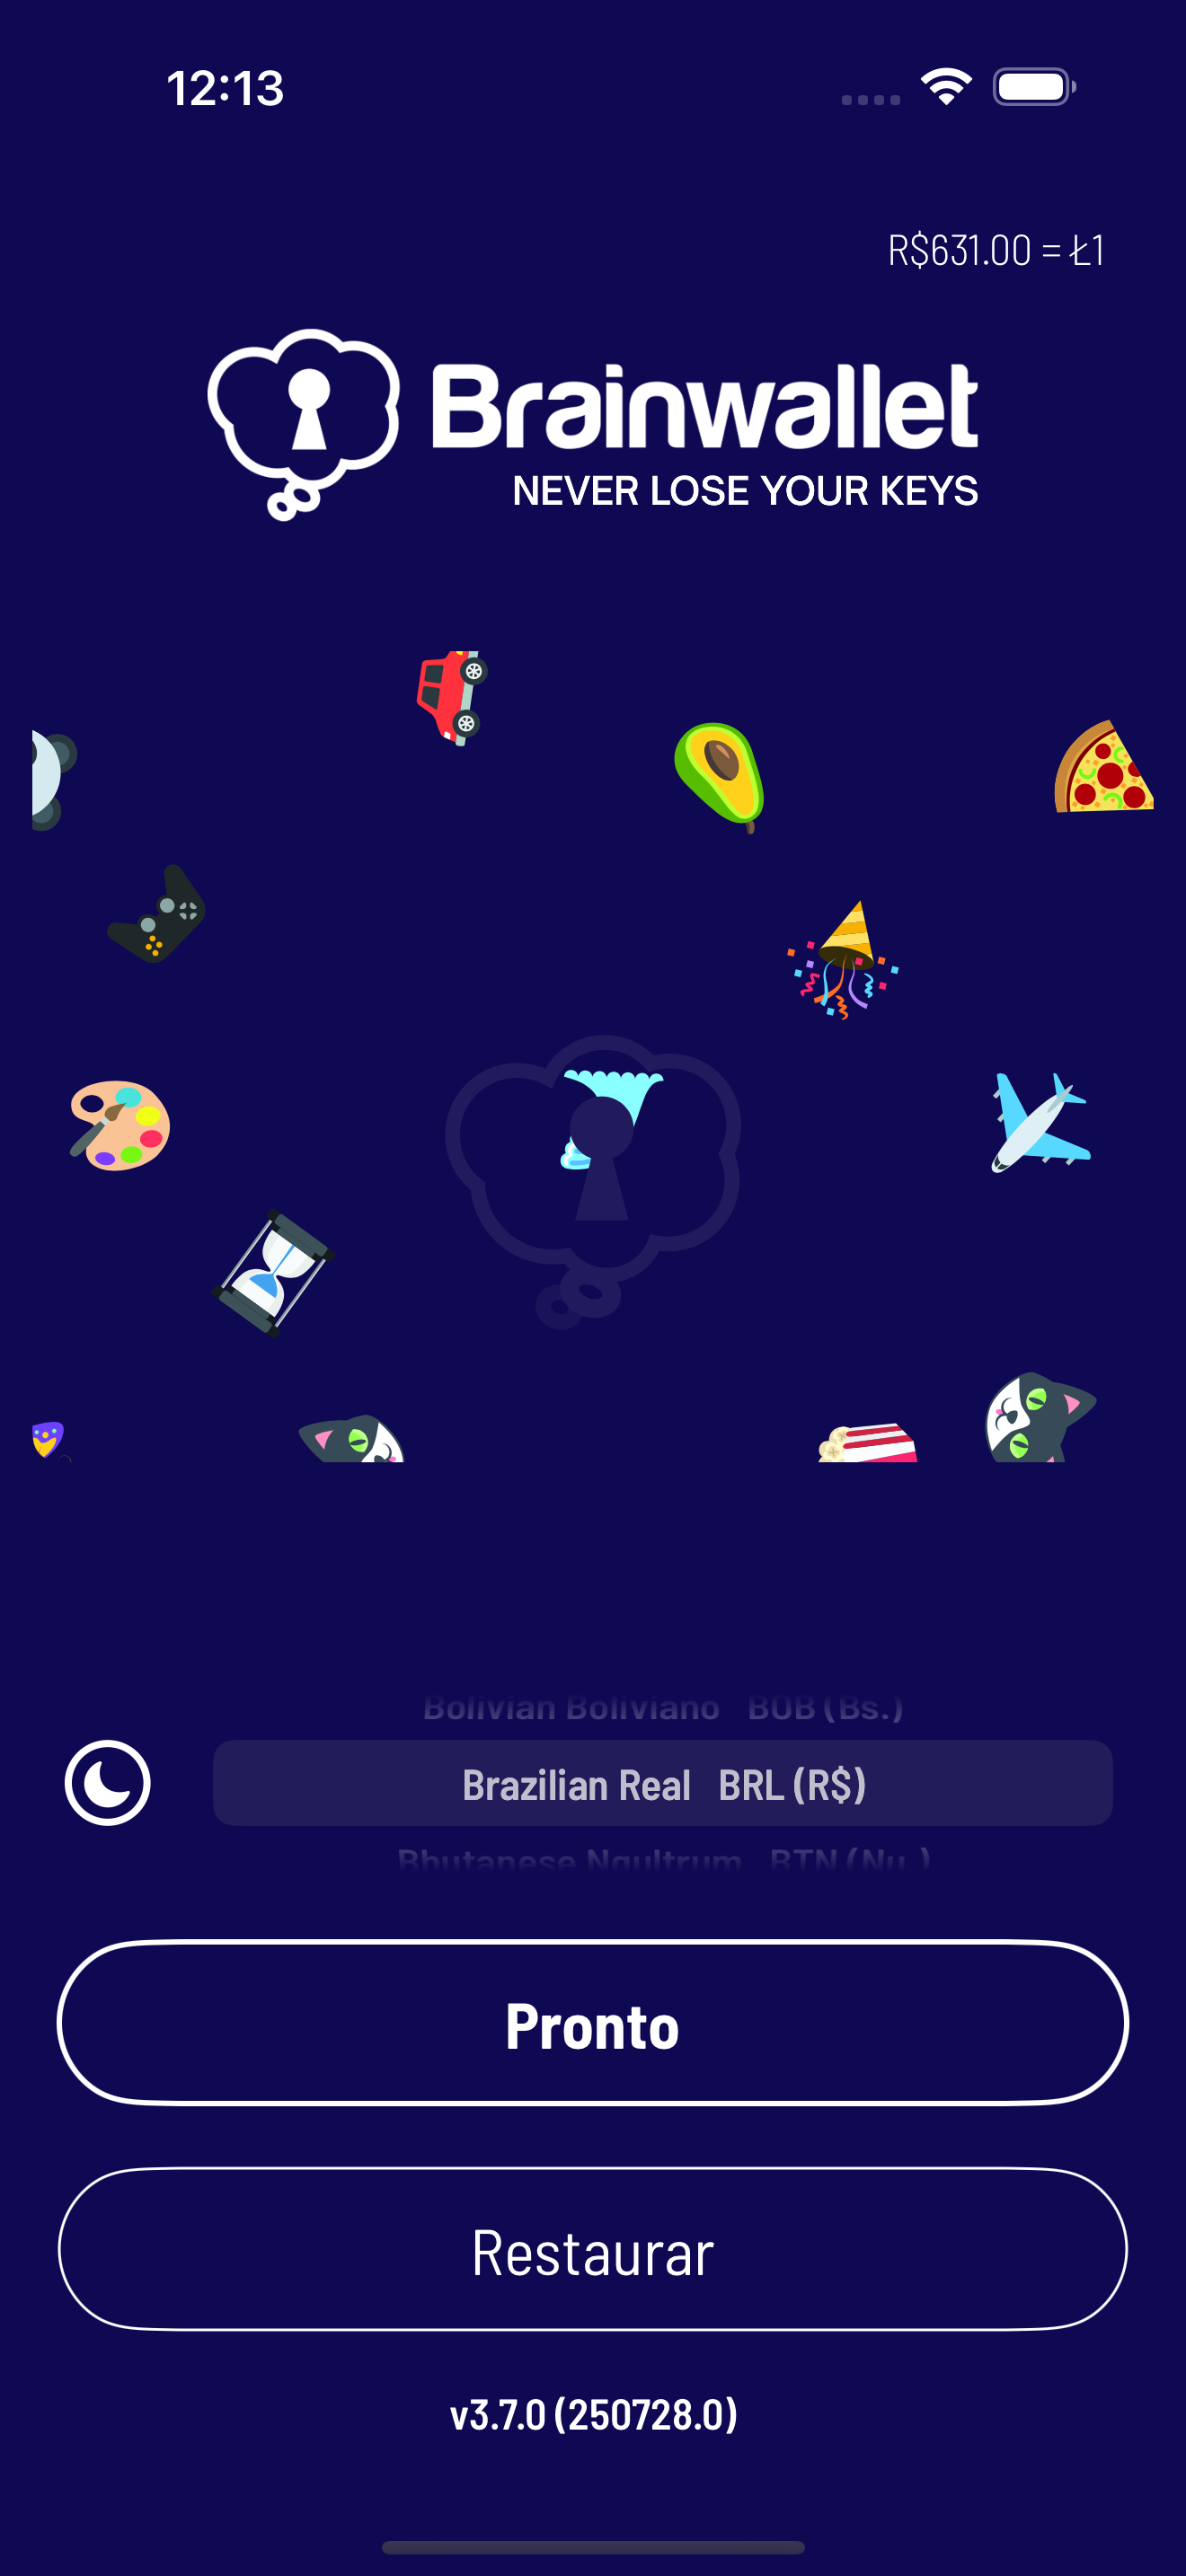 12:13
R$631.00 = Ł1
Brainwallet
NEVER LOSE YOUR KEYS
Bolivian Boliviano BOB (Bs.)
Brazilian Real BRL (R$)
Bhutanese Ngultrum BTN (Nu.)
Pronto
Restaurar
v3.7.0 (250728.0)